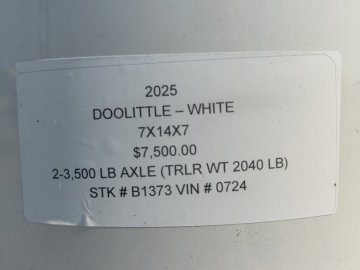 2025
DOOLITTLE – WHITE
7X14X7
$7,500.00
2-3,500 LB AXLE (TRLR WT 2040 LB)
STK # B1373 VIN # 0724